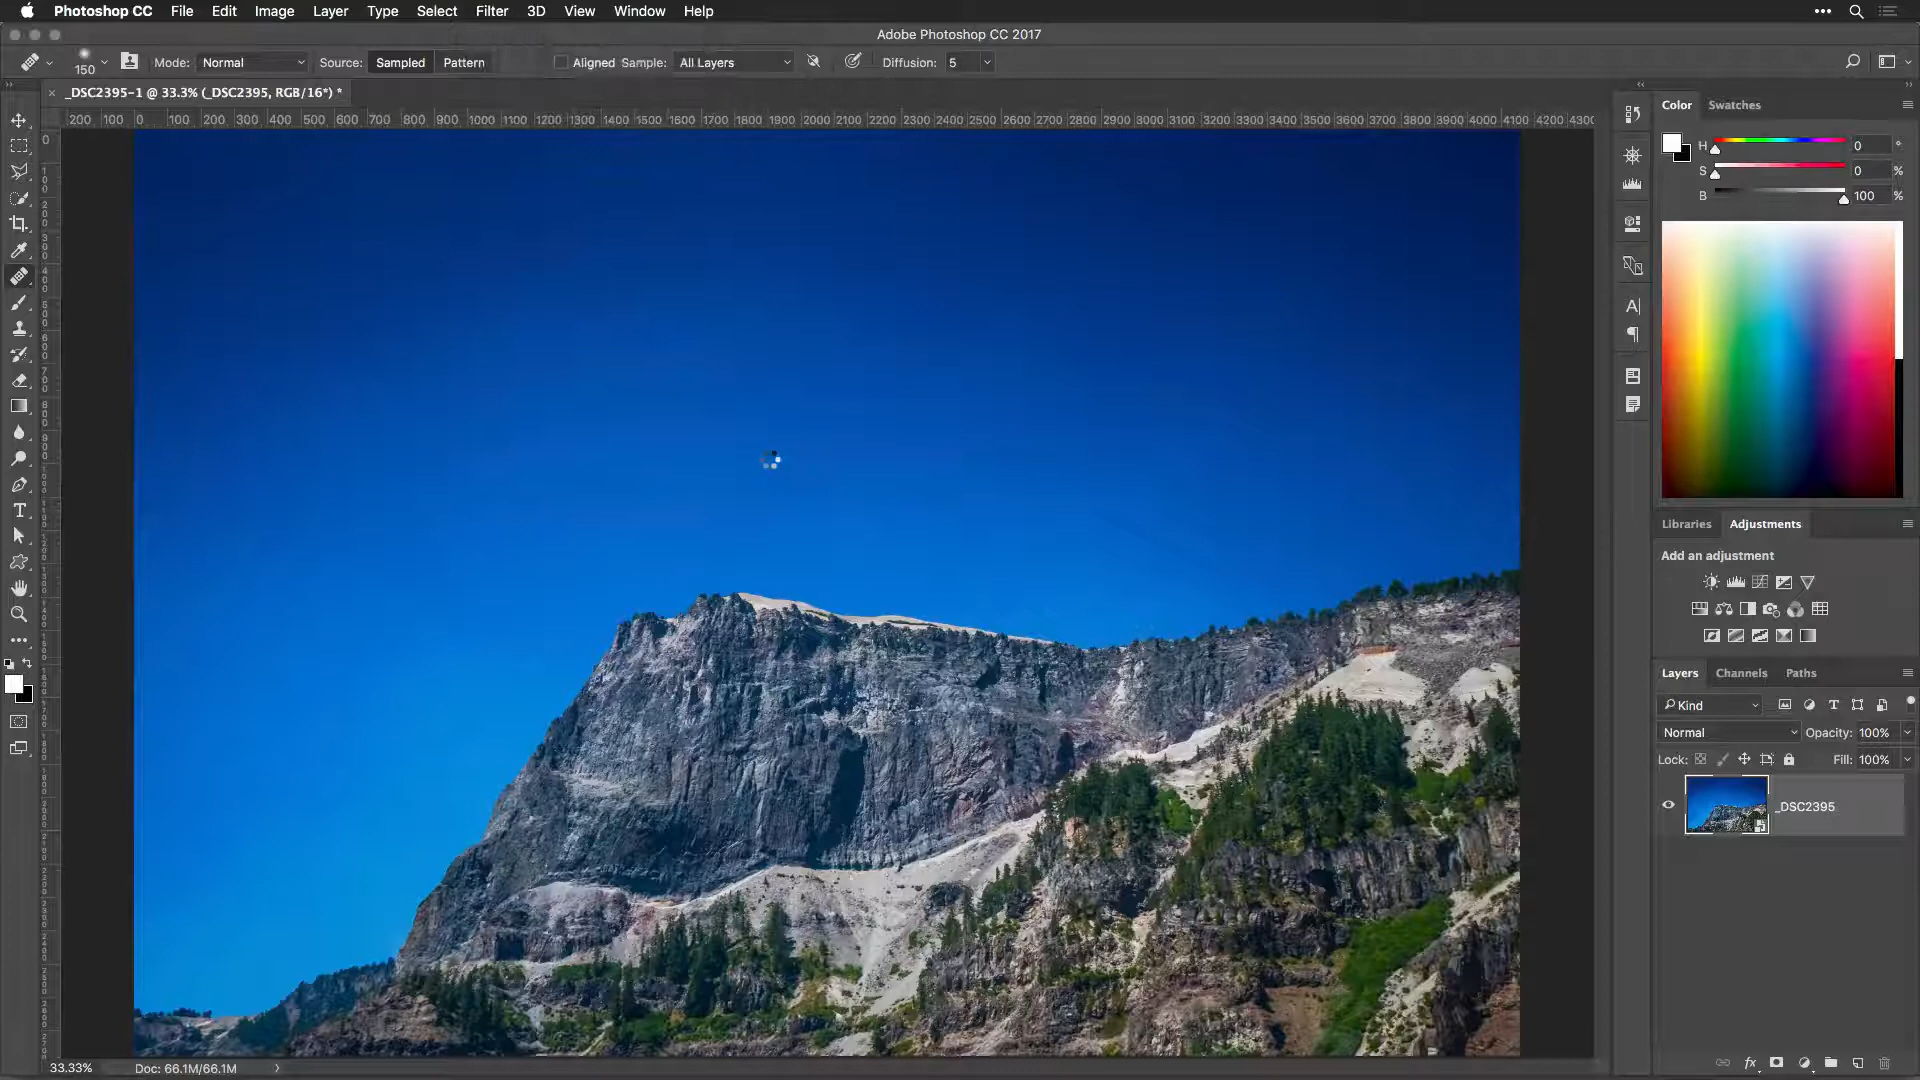 Photoshop CC File Edit Image Layer Type Select Filter 3D View Window Help
Adobe Photoshop CC 2017
150 Mode: Normal Source: Sampled Pattern Aligned Sample: All Layers Diffusion: 5
_DSC2395-1 @ 33.3% (_DSC2395, RGB/16*) *
200 100 0 100 200 300 400 500 600 700 800 900 1000 1100 1200 1300 1400 1500 1600 1700 1800 1900 2000 2100 2200 2300 2400 2500 2600 2700 2800 2900 3000 3100 3200 3300 3400 3500 3600 3700 3800 3900 4000 4100 4200 4300
Color Swatches
H 0 °
S 0 %
B 100 %
Libraries Adjustments
Add an adjustment
Layers Channels Paths
Kind
Normal Opacity: 100%
Lock: Fill: 100%
_DSC2395
33.33% Doc: 66.1M/66.1M